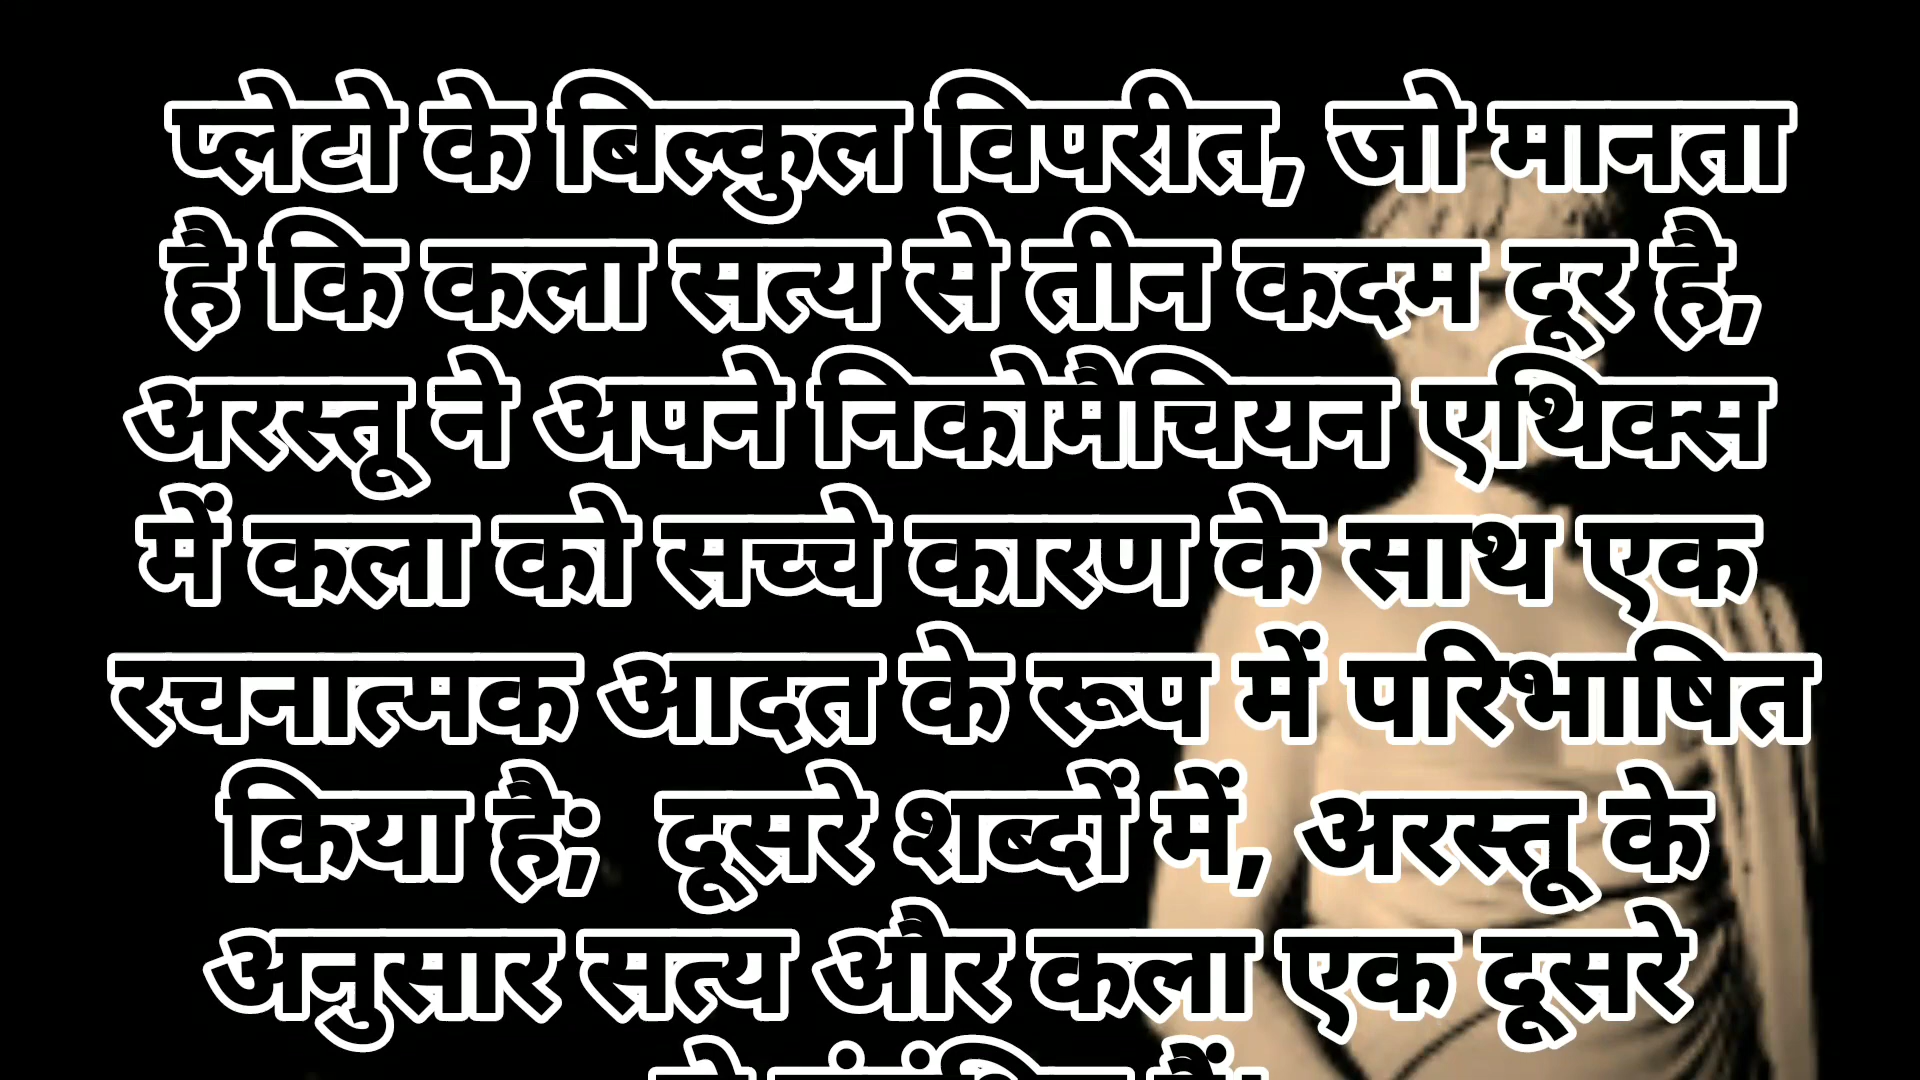 प्लेटो के बिल्कुल विपरीत, जो मानता
है कि कला सत्य से तीन कदम दूर है,
अरस्तू ने अपने निकोमैचियन एथिक्स
में कला को सच्चे कारण के साथ एक
रचनात्मक आदत के रूप में परिभाषित
किया है; दूसरे शब्दों में, अरस्तू के
अनुसार सत्य और कला एक दूसरे